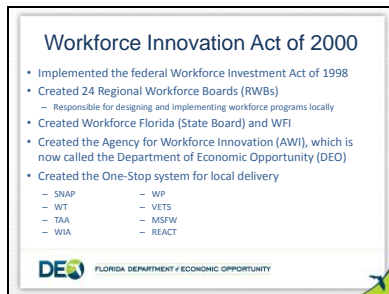 Workforce Innovation Act of 2000
• Implemented the federal Workforce Investment Act of 1998
• Created 24 Regional Workforce Boards (RWBs)
– Responsible for designing and implementing workforce programs locally
• Created Workforce Florida (State Board) and WFI
• Created the Agency for Workforce Innovation (AWI), which is
now called the Department of Economic Opportunity (DEO)
• Created the One-Stop system for local delivery
– SNAP
– WT
– TAA
– WIA
– WP
– VETS
– MSFW
– REACT
DEO FLORIDA DEPARTMENT of ECONOMIC OPPORTUNITY